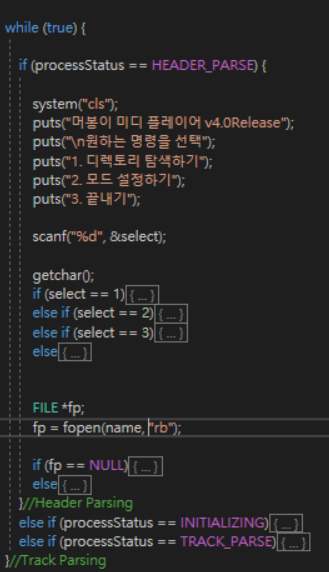 while (true) {
if (processStatus == HEADER_PARSE) {
system("cls");
puts("머봉이 미디 플레이어 v4.0Release");
puts("\n원하는 명령을 선택");
puts("1. 디렉토리 탐색하기");
puts("2. 모드 설정하기");
puts("3. 끝내기");
scanf("%d", &select);
getchar();
if (select == 1){ ... }
else if (select == 2){ ... }
else if (select == 3){ ... }
else{ ... }
FILE *fp;
fp = fopen(name, "rb");
if (fp == NULL){ ... }
else{ ... }
}//Header Parsing
else if (processStatus == INITIALIZING){ ... }
else if (processStatus == TRACK_PARSE){ ... }
}//Track Parsing